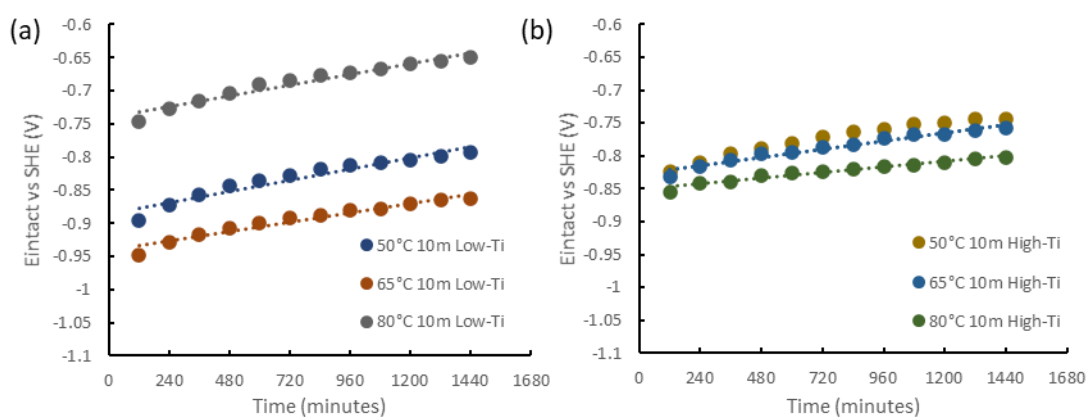 (a)
Eintact vs SHE (V)
-0.6
-0.65
-0.7
-0.75
-0.8
-0.85
-0.9
-0.95
-1
-1.05
-1.1
50°C 10m Low-Ti
65°C 10m Low-Ti
80°C 10m Low-Ti
0 240 480 720 960 1200 1440 1680
Time (minutes)
(b)
Eintact vs SHE (V)
-0.6
-0.65
-0.7
-0.75
-0.8
-0.85
-0.9
-0.95
-1
-1.05
-1.1
50°C 10m High-Ti
65°C 10m High-Ti
80°C 10m High-Ti
0 240 480 720 960 1200 1440 1680
Time (minutes)